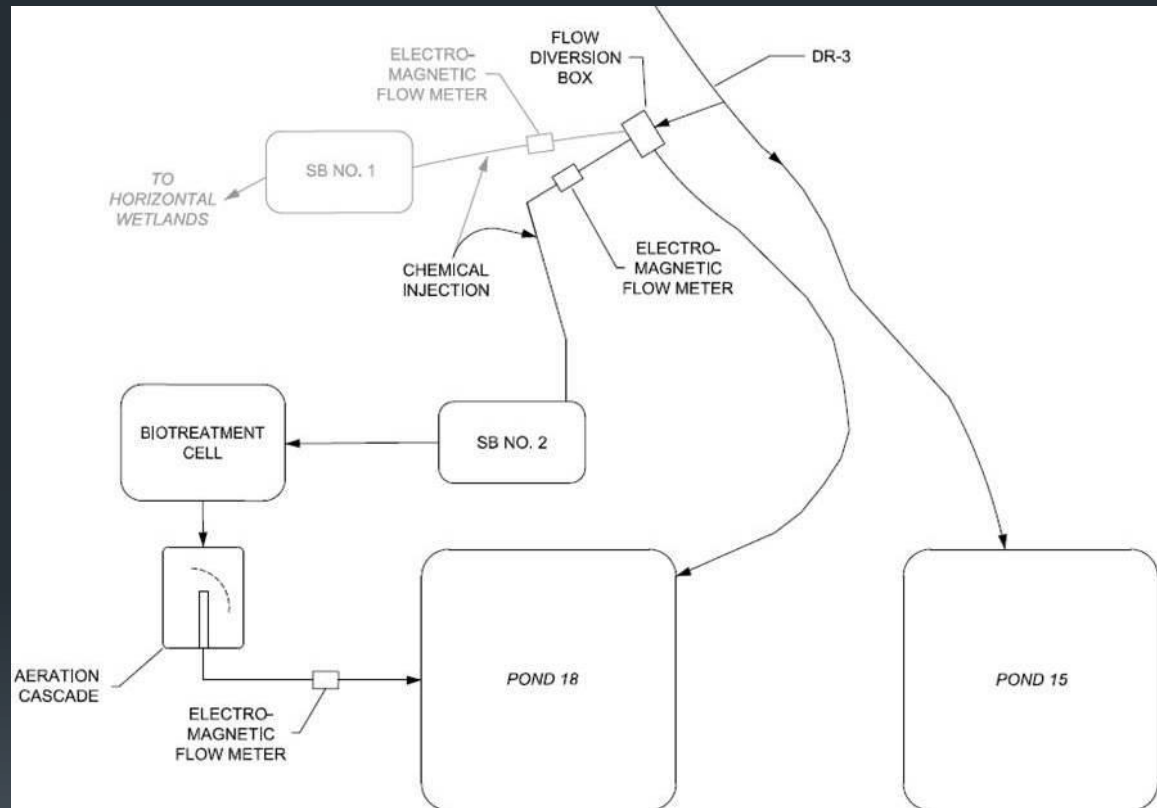 FLOW
DIVERSION
BOX
DR-3
ELECTRO-
MAGNETIC
FLOW METER
SB NO. 1
TO
HORIZONTAL
WETLANDS
CHEMICAL
INJECTION
ELECTRO-
MAGNETIC
FLOW METER
BIOTREATMENT
CELL
SB NO. 2
AERATION
CASCADE
POND 18
POND 15
ELECTRO-
MAGNETIC
FLOW METER